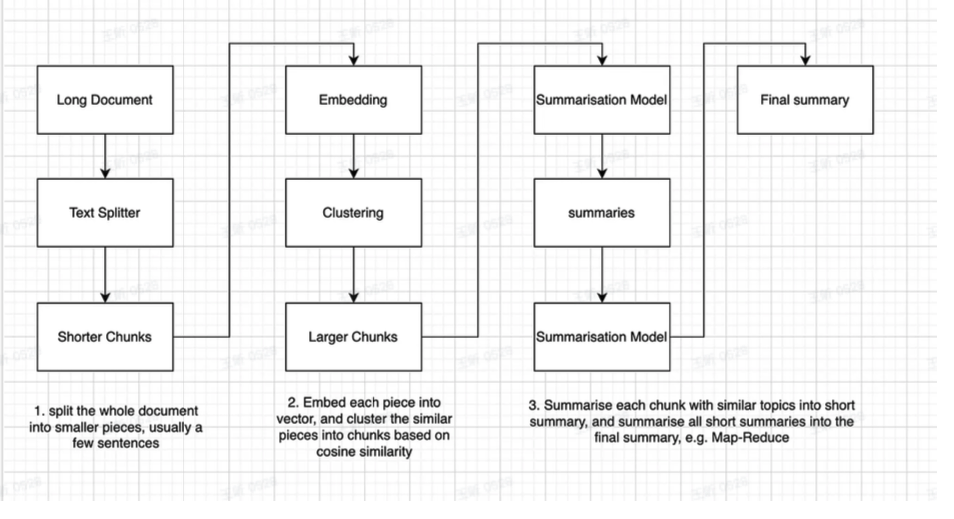 Long Document
Text Splitter
Shorter Chunks
1. split the whole document
into smaller pieces, usually a
few sentences
Embedding
Clustering
Larger Chunks
2. Embed each piece into
vector, and cluster the similar
pieces into chunks based on
cosine similarity
Summarisation Model
summaries
Summarisation Model
3. Summarise each chunk with similar topics into short
summary, and summarise all short summaries into the
final summary, e.g. Map-Reduce
Final summary